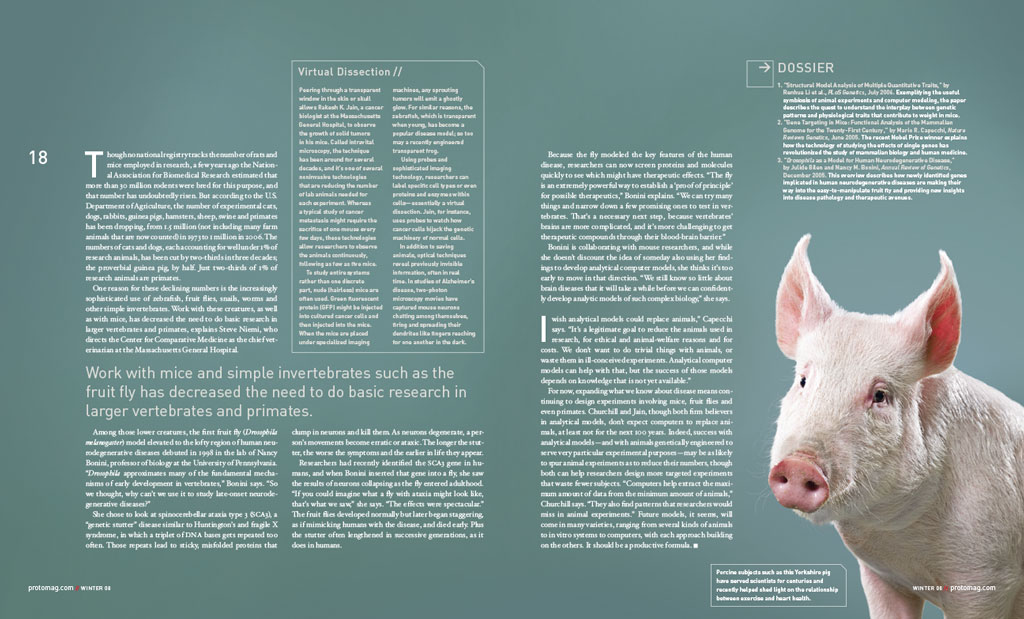 18
Though no national registry tracks the number of rats and
mice employed in research, a few years ago the Nation-
al Association for Biomedical Research estimated that
more than 30 million rodents were bred for this purpose, and
that number has undoubtedly risen. But according to the U.S.
Department of Agriculture, the number of experimental cats,
dogs, rabbits, guinea pigs, hamsters, sheep, swine and primates
has been dropping, from 1.5 million (not including many farm
animals that are now counted) in 1973 to 1 million in 2006. The
numbers of cats and dogs, each accounting for well under 1% of
research animals, has been cut by two-thirds in three decades;
the proverbial guinea pig, by half. Just two-thirds of 1% of
research animals are primates.
One reason for these declining numbers is the increasingly
sophisticated use of zebrafish, fruit flies, snails, worms and
other simple invertebrates. Work with these creatures, as well
as with mice, has decreased the need to do basic research in
larger vertebrates and primates, explains Steve Niemi, who
directs the Center for Comparative Medicine as the chief vet-
erinarian at the Massachusetts General Hospital.
Virtual Dissection //
Peering through a transparent
window in the skin or skull
allows Rakesh K. Jain, a cancer
biologist at the Massachusetts
General Hospital, to observe
the growth of solid tumors
in his mice. Called intravital
microscopy, the technique
has been around for several
decades, and it's one of several
noninvasive technologies
that are reducing the number
of lab animals needed for
each experiment. Whereas
a typical study of cancer
metastasis might require the
sacrifice of one mouse every
few days, these technologies
allow researchers to observe
the animals continuously,
following as few as five mice.
To study entire systems
rather than one discrete
part, nude (hairless) mice are
often used. Green fluorescent
protein (GFP) might be injected
into cultured cancer cells and
then injected into the mice.
When the mice are placed
under specialized imaging
machines, any sprouting
tumors will emit a ghostly
glow. For similar reasons, the
zebrafish, which is transparent
when young, has become a
popular disease model; so too
may a recently engineered
transparent frog.
Using probes and
sophisticated imaging
technology, researchers can
label specific cell types or even
proteins and enzymes within
cells—essentially a virtual
dissection. Jain, for instance,
uses probes to watch how
cancer cells hijack the genetic
machinery of normal cells.
In addition to saving
animals, optical techniques
reveal previously invisible
information, often in real
time. In studies of Alzheimer's
disease, two-photon
microscopy movies have
captured mouse neurons
chatting among themselves,
firing and spreading their
dendrites like fingers reaching
for one another in the dark.
Work with mice and simple invertebrates such as the
fruit fly has decreased the need to do basic research in
larger vertebrates and primates.
Among those lower creatures, the first fruit fly (Drosophila
melanogaster) model elevated to the lofty region of human neu-
rodegenerative diseases debuted in 1998 in the lab of Nancy
Bonini, professor of biology at the University of Pennsylvania.
"Drosophila approximates many of the fundamental mecha-
nisms of early development in vertebrates," Bonini says. "So
we thought, why can't we use it to study late-onset neurode-
generative diseases?"
She chose to look at spinocerebellar ataxia type 3 (SCA3), a
"genetic stutter" disease similar to Huntington's and fragile X
syndrome, in which a triplet of DNA bases gets repeated too
often. Those repeats lead to sticky, misfolded proteins that
clump in neurons and kill them. As neurons degenerate, a per-
son's movements become erratic or ataxic. The longer the stut-
ter, the worse the symptoms and the earlier in life they appear.
Researchers had recently identified the SCA3 gene in hu-
mans, and when Bonini inserted that gene into a fly, she saw
the results of neurons collapsing as the fly entered adulthood.
"If you could imagine what a fly with ataxia might look like,
that's what we saw," she says. "The effects were spectacular."
The fruit flies developed normally but later began staggering,
as if mimicking humans with the disease, and died early. Plus
the stutter often lengthened in successive generations, as it
does in humans.
protomag.com WINTER 08
Because the fly modeled the key features of the human
disease, researchers can now screen proteins and molecules
quickly to see which might have therapeutic effects. "The fly
is an extremely powerful way to establish a 'proof of principle'
for possible therapeutics," Bonini explains. "We can try many
things and narrow down a few promising ones to test in ver-
tebrates. That's a necessary next step, because vertebrates'
brains are more complicated, and it's more challenging to get
therapeutic compounds through their blood-brain barrier."
Bonini is collaborating with mouse researchers, and while
she doesn't discount the idea of someday also using her find-
ings to develop analytical computer models, she thinks it's too
early to move in that direction. "We still know so little about
brain diseases that it will take a while before we can confident-
ly develop analytic models of such complex biology," she says.
I wish analytical models could replace animals," Capecchi
says. "It's a legitimate goal to reduce the animals used in
research, for ethical and animal-welfare reasons and for
costs. We don't want to do trivial things with animals, or
waste them in ill-conceived experiments. Analytical computer
models can help with that, but the success of those models
depends on knowledge that is not yet available."
For now, expanding what we know about disease means con-
tinuing to design experiments involving mice, fruit flies and
even primates. Churchill and Jain, though both firm believers
in analytical models, don't expect computers to replace ani-
mals, at least not for the next 100 years. Indeed, success with
analytical models—and with animals genetically engineered to
serve very particular experimental purposes—may be as likely
to spur animal experiments as to reduce their numbers, though
both can help researchers design more targeted experiments
that waste fewer subjects. "Computers help extract the maxi-
mum amount of data from the minimum amount of animals,"
Churchill says. "They also find patterns that researchers would
miss in animal experiments." Future models, it seems, will
come in many varieties, ranging from several kinds of animals
to in vitro systems to computers, with each approach building
on the others. It should be a productive formula. ■
→ DOSSIER
1. "Structural Model Analysis of Multiple Quantitative Traits," by
Renhua Li et al., PLoS Genetics, July 2006. Exemplifying the useful
symbiosis of animal experiments and computer modeling, the paper
describes the quest to understand the interplay between genetic
patterns and physiological traits that contribute to weight in mice.
2. "Gene Targeting in Mice: Functional Analysis of the Mammalian
Genome for the Twenty-First Century," by Mario R. Capecchi, Nature
Reviews Genetics, June 2005. The recent Nobel Prize winner explains
how the technology of studying the effects of single genes has
revolutionized the study of mammalian biology and human medicine.
3. "Drosophila as a Model for Human Neurodegenerative Disease,"
by Julide Bilen and Nancy M. Bonini, Annual Review of Genetics,
December 2005. This overview describes how newly identified genes
implicated in human neurodegenerative diseases are making their
way into the easy-to-manipulate fruit fly and providing new insights
into disease pathology and therapeutic avenues.
Porcine subjects such as this Yorkshire pig
have served scientists for centuries and
recently helped shed light on the relationship
between exercise and heart health.
WINTER 08 protomag.com